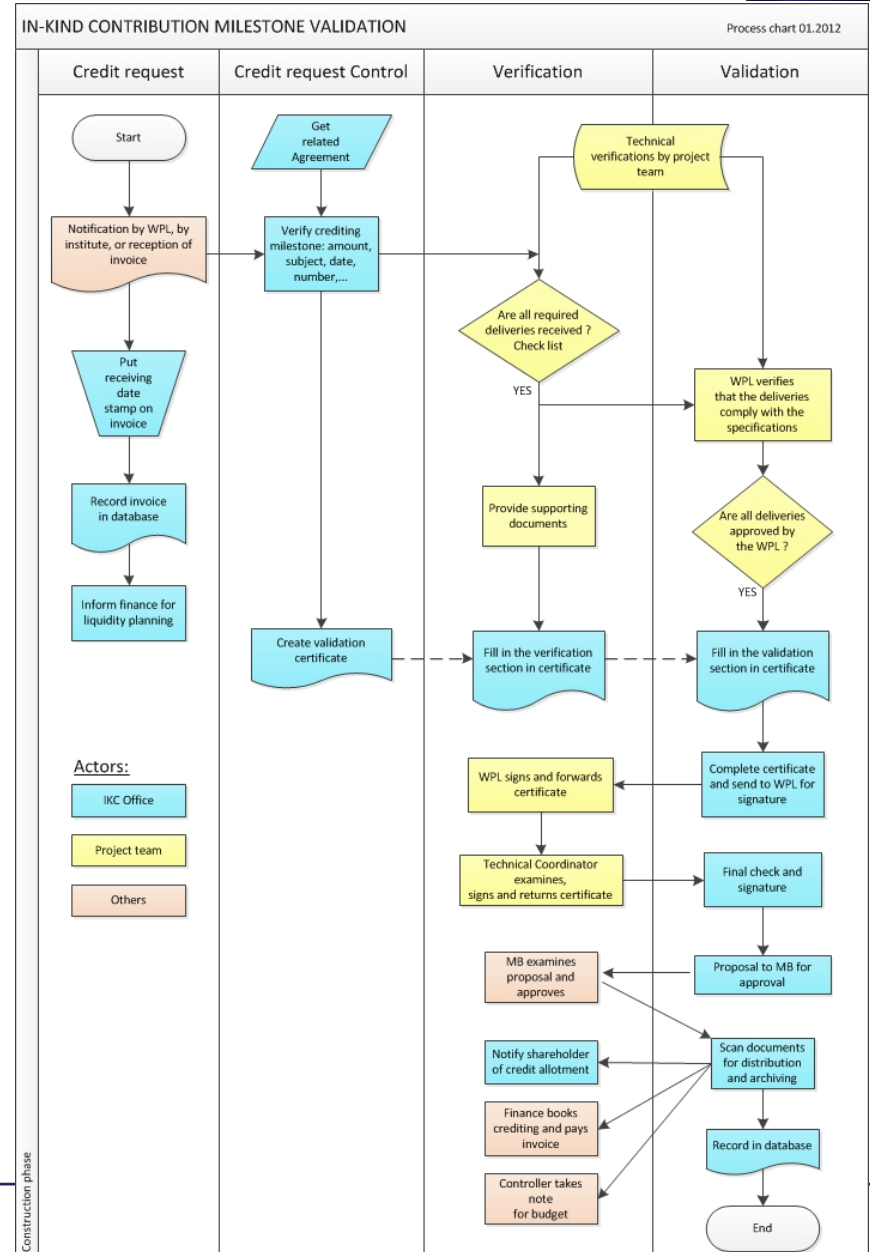 IN-KIND CONTRIBUTION MILESTONE VALIDATION
Process chart 01.2012
Credit request
Credit request Control
Verification
Validation
Start
Get
related
Agreement
Technical
verifications by project
team
Notification by WPL, by
institute, or reception of
invoice
Verify crediting
milestone: amount,
subject, date,
number,...
Are all required
deliveries received ?
Check list
YES
Put
receiving
date
stamp on
invoice
WPL verifies
that the deliveries
comply with the
specifications
Record invoice
in database
Provide supporting
documents
Are all deliveries
approved by
the WPL ?
YES
Inform finance for
liquidity planning
Create validation
certificate
Fill in the verification
section in certificate
Fill in the validation
section in certificate
Actors:
IKC Office
Project team
Others
WPL signs and forwards
certificate
Complete certificate
and send to WPL for
signature
Technical Coordinator
examines,
signs and returns certificate
Final check and
signature
MB examines
proposal and
approves
Proposal to MB for
approval
Notify shareholder
of credit allotment
Scan documents
for distribution
and archiving
Finance books
crediting and pays
invoice
Record in database
Controller takes
note
for budget
End
Construction phase